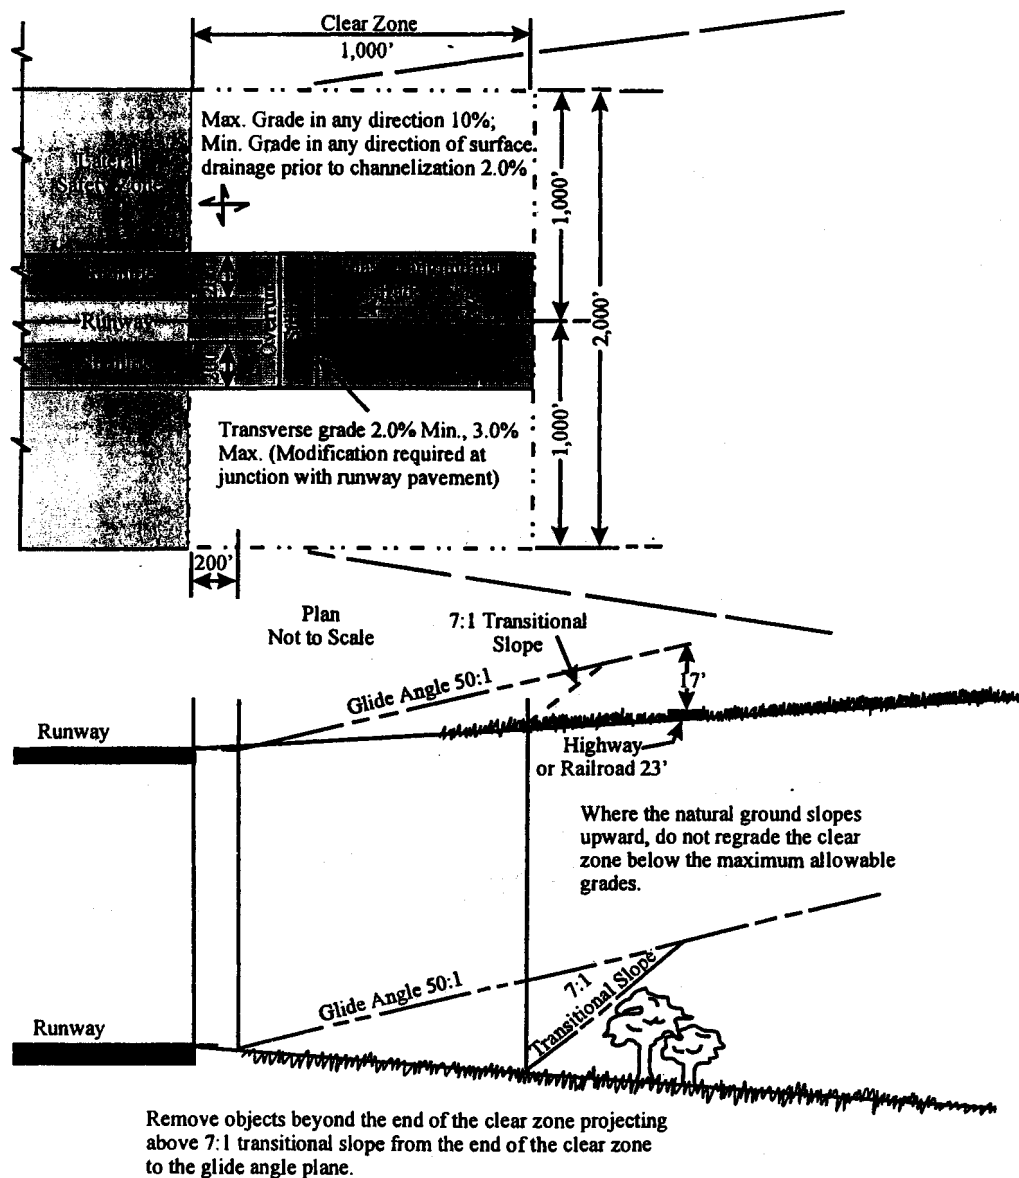 Clear Zone
1,000'
Max. Grade in any direction 10%;
Min. Grade in any direction of surface
drainage prior to channelization 2.0%
Lateral
Safety Zone
Runway
Overrun
1,000'
2,000'
1,000'
Transverse grade 2.0% Min., 3.0%
Max. (Modification required at
junction with runway pavement)
200'
Plan
Not to Scale
7:1 Transitional
Slope
Glide Angle 50:1
17'
Runway
Highway
or Railroad 23'
Where the natural ground slopes
upward, do not regrade the clear
zone below the maximum allowable
grades.
Glide Angle 50:1
7:1
Transitional Slope
Runway
Remove objects beyond the end of the clear zone projecting
above 7:1 transitional slope from the end of the clear zone
to the glide angle plane.